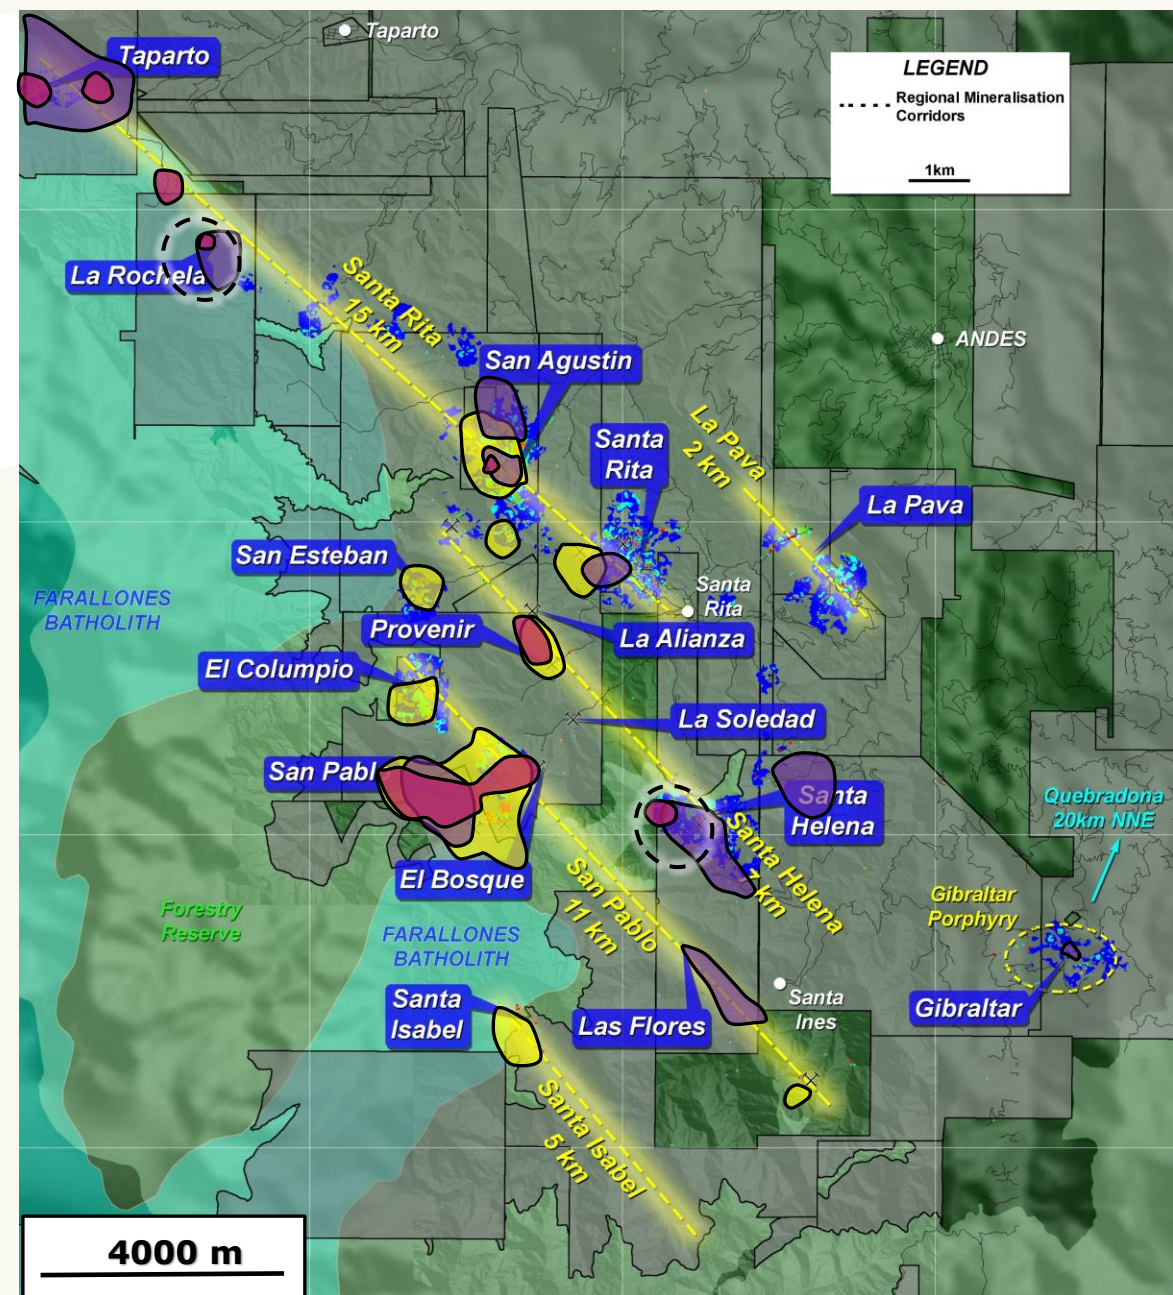 Taparto
Taparto
LEGEND
Regional Mineralisation
Corridors
1km
La Rochela
Santa Rita
15 km
San Agustin
ANDES
Santa
Rita
La Pava
2 km
La Pava
San Esteban
FARALLONES
BATHOLITH
Santa
Rita
Provenir
La Alianza
El Columpio
La Soledad
San Pabl
Santa
Helena
Quebradona
20km NNE
El Bosque
Santa Helena
7 km
San Pablo
11 km
Gibraltar
Porphyry
Forestry
Reserve
FARALLONES
BATHOLITH
Santa
Isabel
Las Flores
Santa
Ines
Gibraltar
Santa Isabel
5 km
4000 m